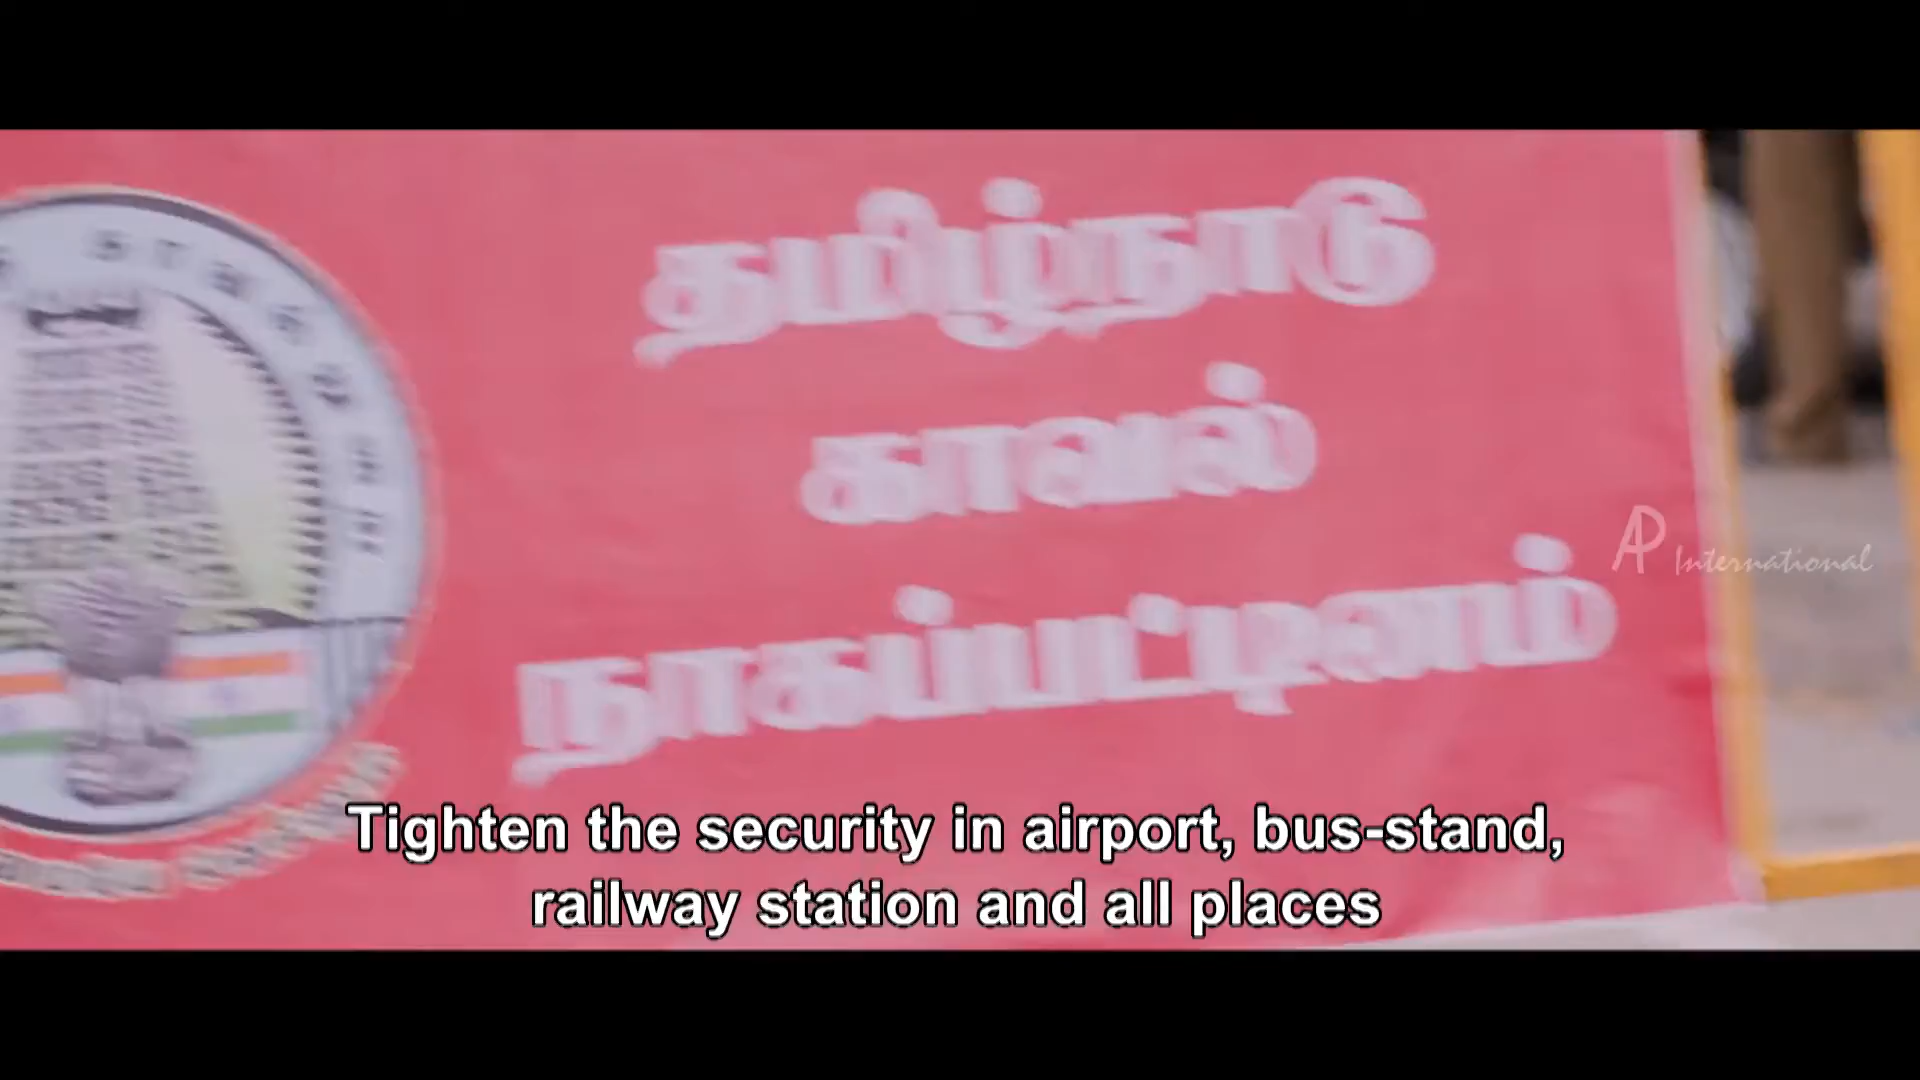 தமிழ்நாடு
காவல்
நாகப்பட்டினம்
AP International
Tighten the security in airport, bus-stand,
railway station and all places